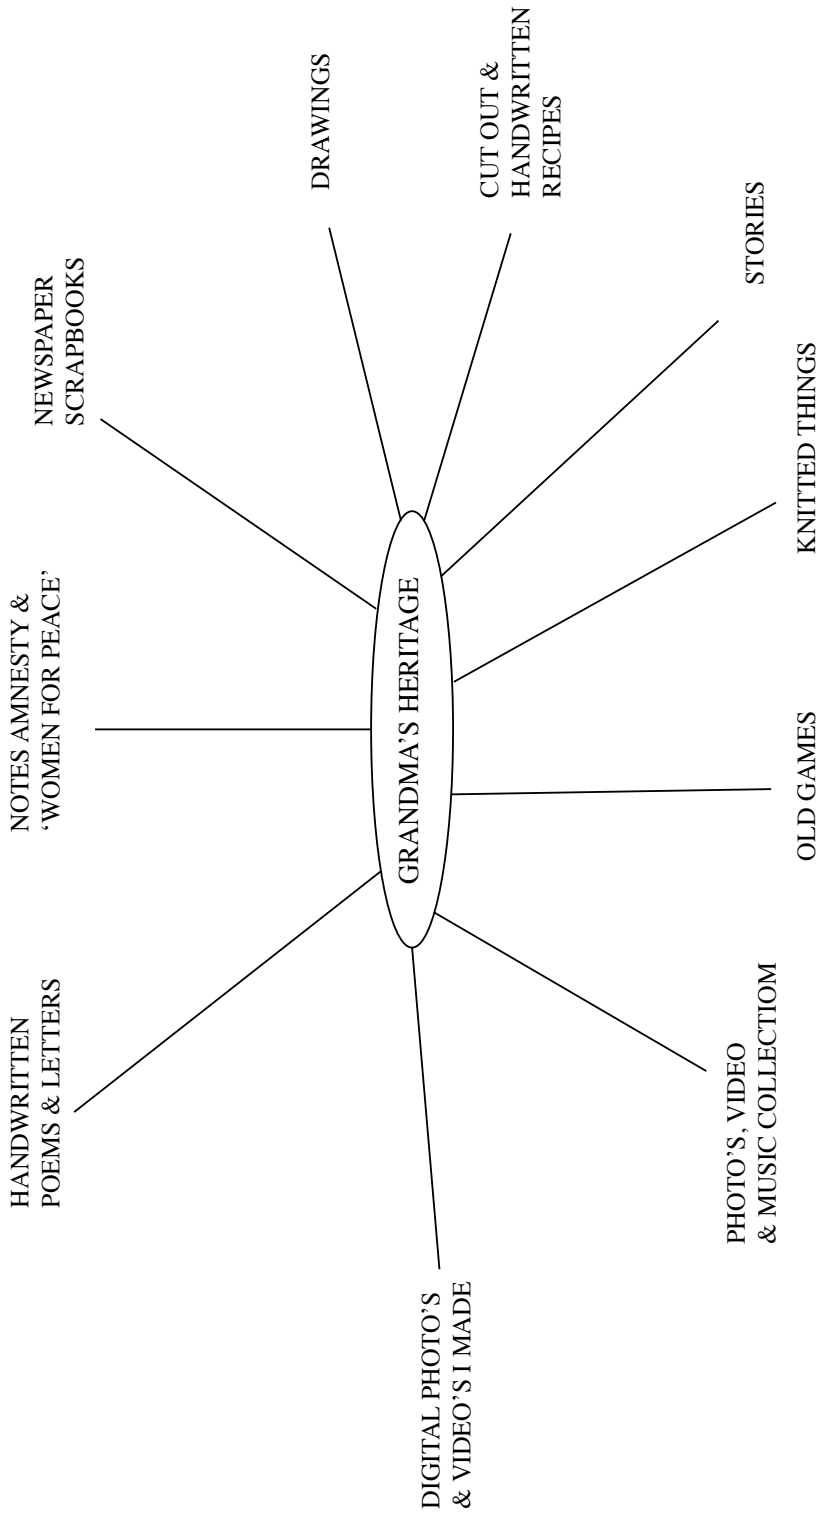 HANDWRITTEN
POEMS & LETTERS
NOTES AMNESTY &
‘WOMEN FOR PEACE’
NEWSPAPER
SCRAPBOOKS
DRAWINGS
DIGITAL PHOTO’S
& VIDEO’S I MADE
GRANDMA’S HERITAGE
CUT OUT &
HANDWRITTEN
RECIPES
PHOTO’S, VIDEO
& MUSIC COLLECTIOM
OLD GAMES
KNITTED THINGS
STORIES